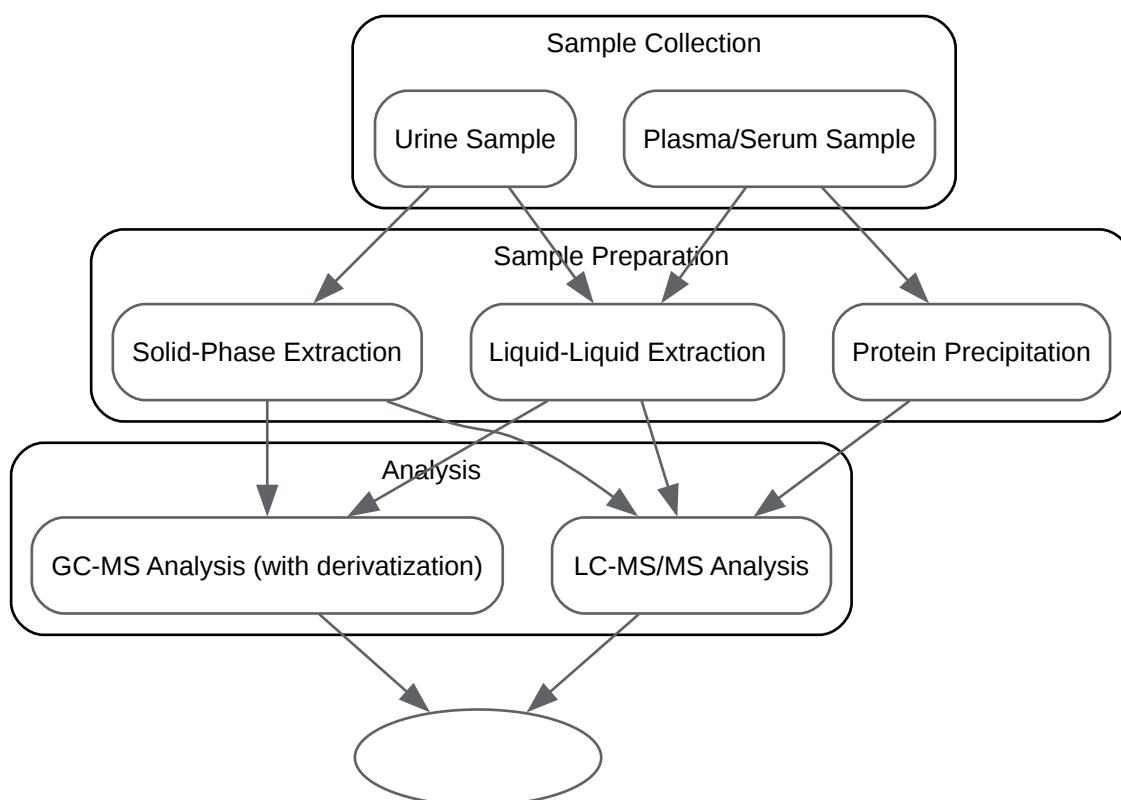 Sample Collection
Urine Sample
Plasma/Serum Sample
Sample Preparation
Solid-Phase Extraction
Liquid-Liquid Extraction
Protein Precipitation
Analysis
GC-MS Analysis (with derivatization)
LC-MS/MS Analysis